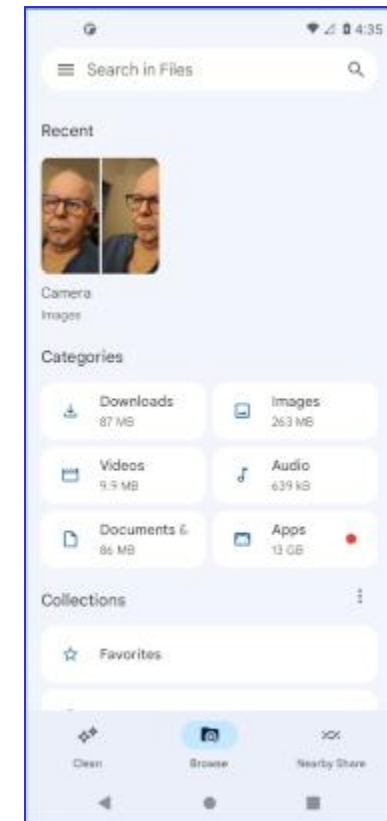 4:35
Search in Files
Recent
Camera
Images
Categories
Downloads
87 MB
Images
263 MB
Videos
9.9 MB
Audio
639 kB
Documents &
86 MB
Apps
13 GB
Collections
Favorites
Clean
Browse
Nearby Share